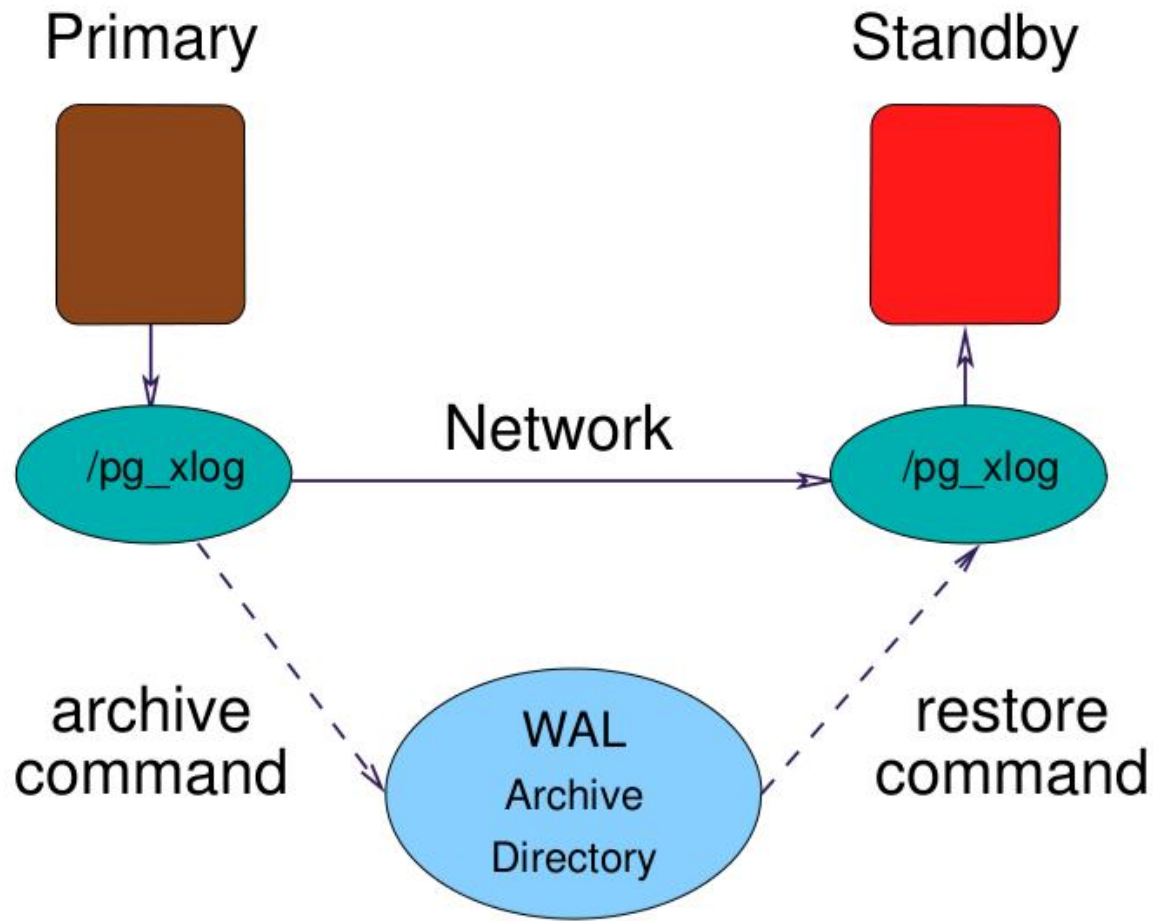 Primary
Standby
Network
/pg_xlog
/pg_xlog
archive
command
WAL
Archive
Directory
restore
command